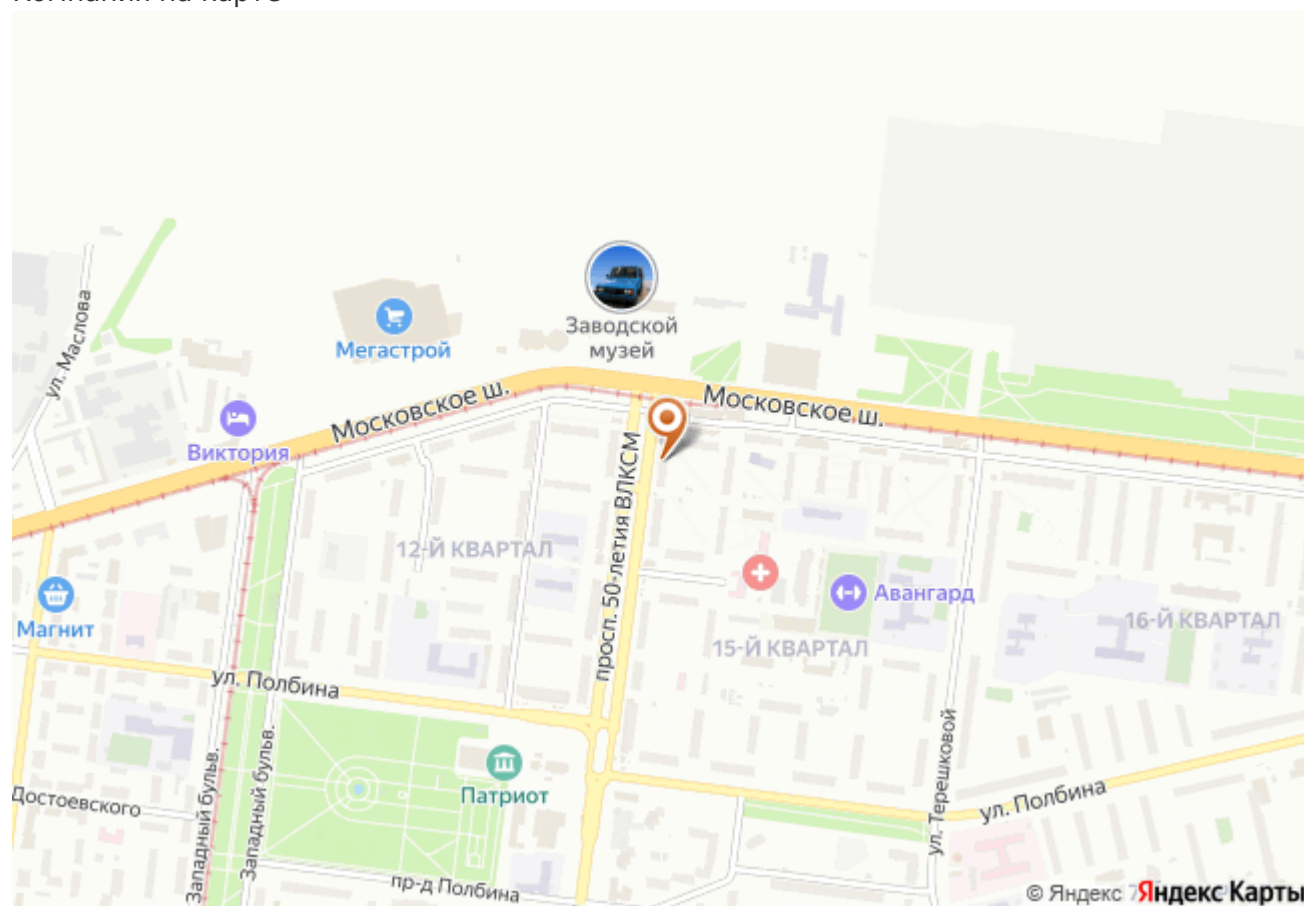 ул. Маслова
Заводской
музей
Мегастрой
Московское ш.
Московское ш.
Виктория
просп. 50-летия ВЛКСМ
12-Й КВАРТАЛ
Авангард
Магнит
16-Й КВАРТАЛ
15-Й КВАРТАЛ
ул. Полбина
ул. Терешковой
Западный бульв.
Западный бульв.
Патриот
Достоевского
ул. Полбина
пр-д Полбина
© Яндекс
Яндекс Карты